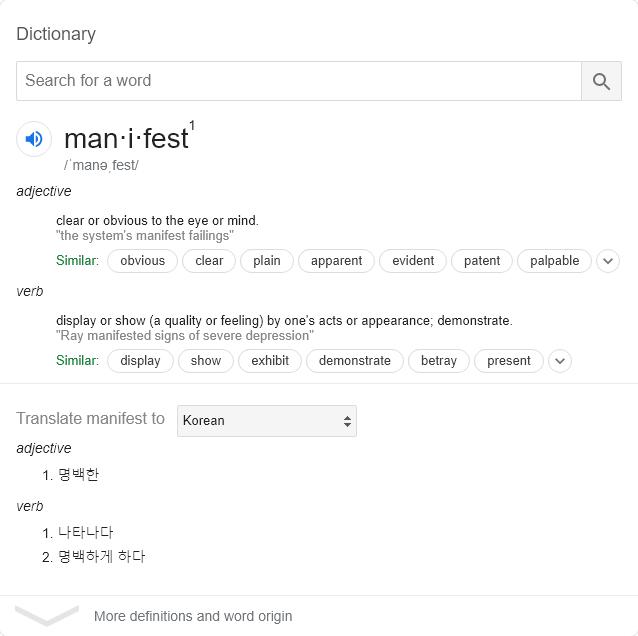 Dictionary
Search for a word
man·i·fest1
/ˈmanəˌfest/
adjective
clear or obvious to the eye or mind.
"the system's manifest failings"
Similar: obvious clear plain apparent evident patent palpable
verb
display or show (a quality or feeling) by one's acts or appearance; demonstrate.
"Ray manifested signs of severe depression"
Similar: display show exhibit demonstrate betray present
Translate manifest to Korean
adjective
1. 명백한
verb
1. 나타나다
2. 명백하게 하다
More definitions and word origin